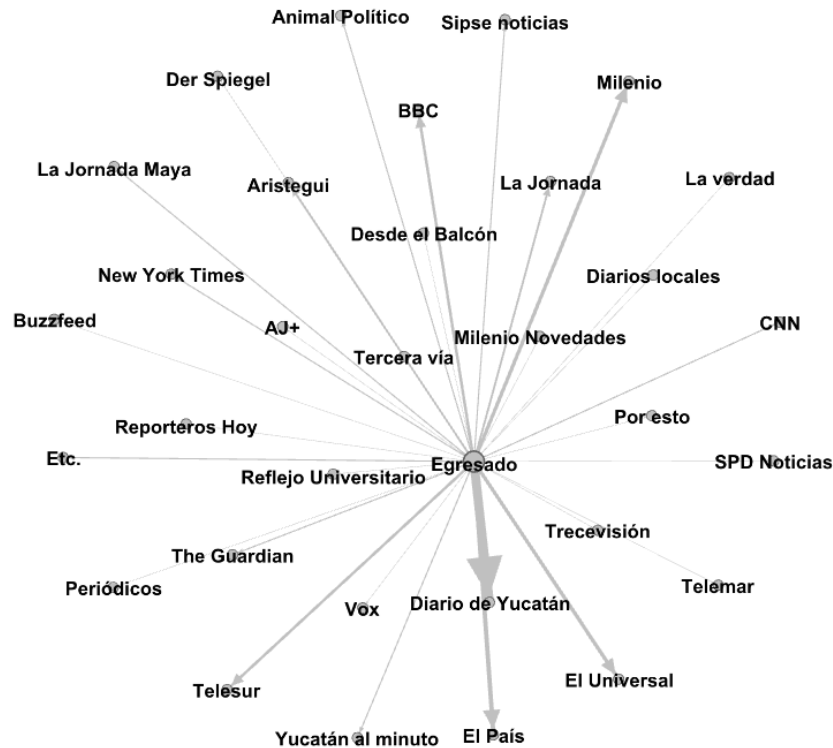 Animal Político
Sipse noticias
Der Spiegel
Milenio
BBC
La Jornada Maya
Aristegui
La Jornada
La verdad
Desde el Balcón
New York Times
Diarios locales
Buzzfeed
AJ+
CNN
Milenio Novedades
Tercera vía
Reporteros Hoy
Por esto
Etc.
Egresado
SPD Noticias
Reflejo Universitario
Trecevisión
The Guardian
Periódicos
Telemar
Vox
Diario de Yucatán
El Universal
Telesur
Yucatán al minuto
El País